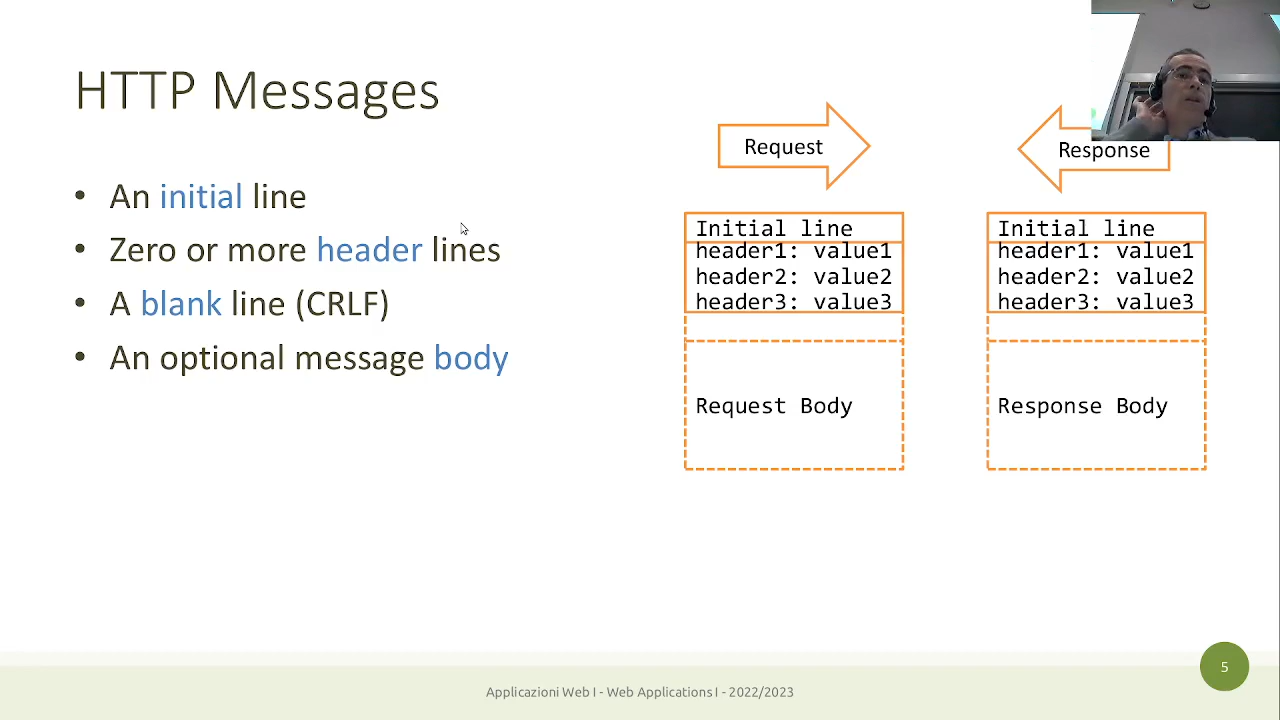 HTTP Messages
• An initial line
• Zero or more header lines
• A blank line (CRLF)
• An optional message body
Request
Response
Initial line
header1: value1
header2: value2
header3: value3
Request Body
Initial line
header1: value1
header2: value2
header3: value3
Response Body
5
Applicazioni Web I - Web Applications I - 2022/2023